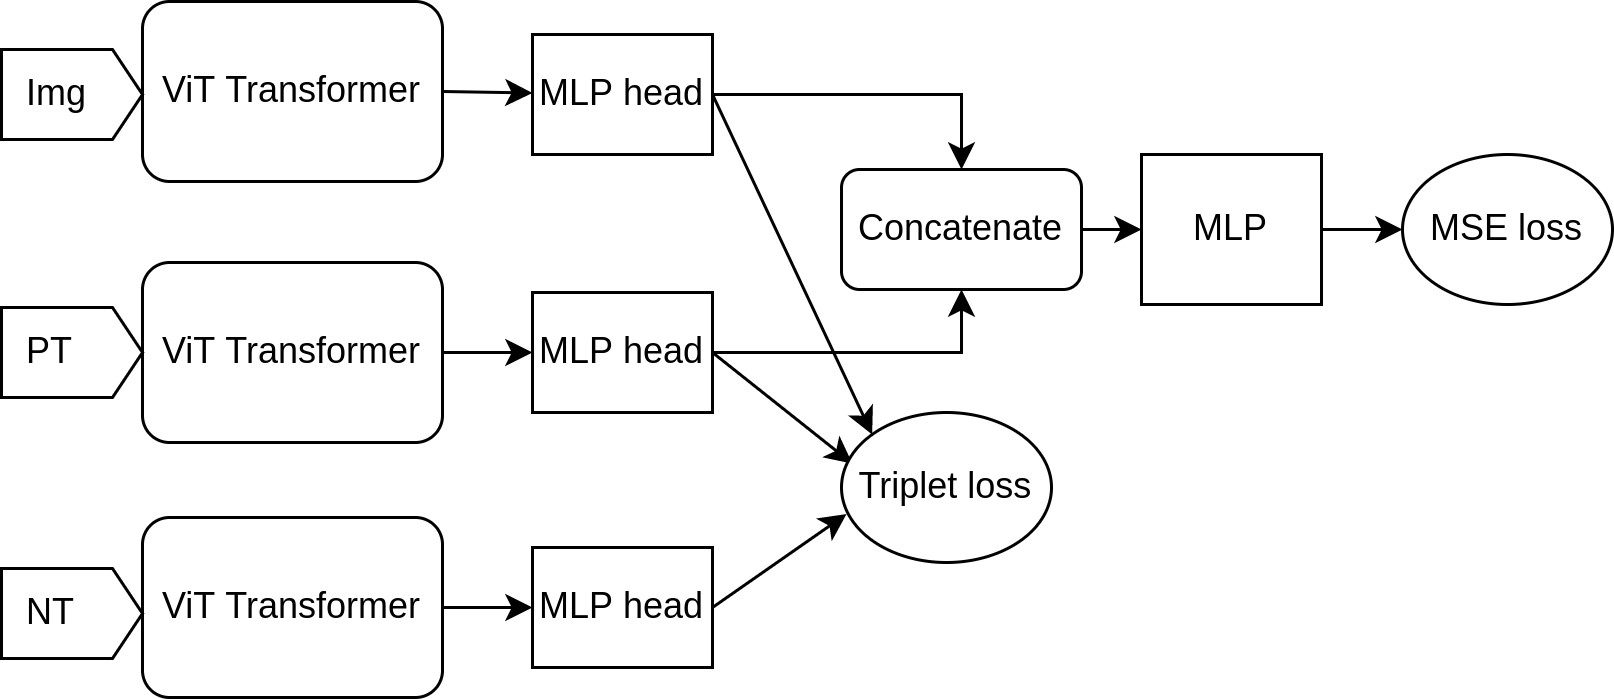 Img
ViT Transformer
MLP head
Concatenate
MLP
MSE loss
PT
ViT Transformer
MLP head
Triplet loss
NT
ViT Transformer
MLP head